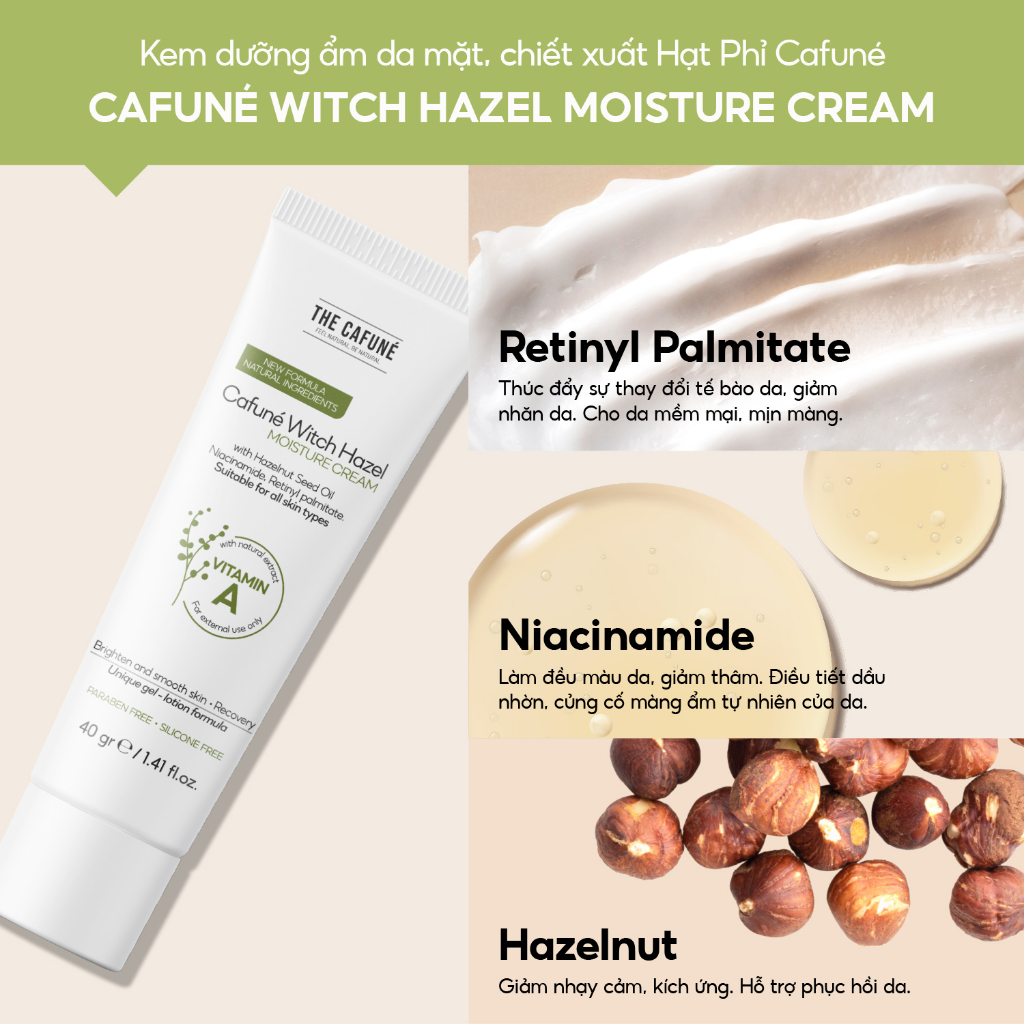 Kem dưỡng ẩm da mặt, chiết xuất Hạt Phỉ Cafuné
CAFUNÉ WITCH HAZEL MOISTURE CREAM
THE CAFUNÉ
FEEL NATURAL, BE NATURAL
NEW FORMULA
NATURAL INGREDIENTS
Cafuné Witch Hazel
MOISTURE CREAM
with Hazelnut Seed Oil
Niacinamide, Retinyl palmitate.
Suitable for all skin types
with natural extract
VITAMIN
A
For external use only
Brighten and smooth skin • Recovery
Unique gel - lotion formula
PARABEN FREE • SILICONE FREE
40 gr ℮ / 1.41 fl.oz.
Retinyl Palmitate
Thúc đẩy sự thay đổi tế bào da, giảm
nhăn da. Cho da mềm mại, mịn màng.
Niacinamide
Làm đều màu da, giảm thâm. Điều tiết dầu
nhờn, củng cố màng ẩm tự nhiên của da.
Hazelnut
Giảm nhạy cảm, kích ứng. Hỗ trợ phục hồi da.